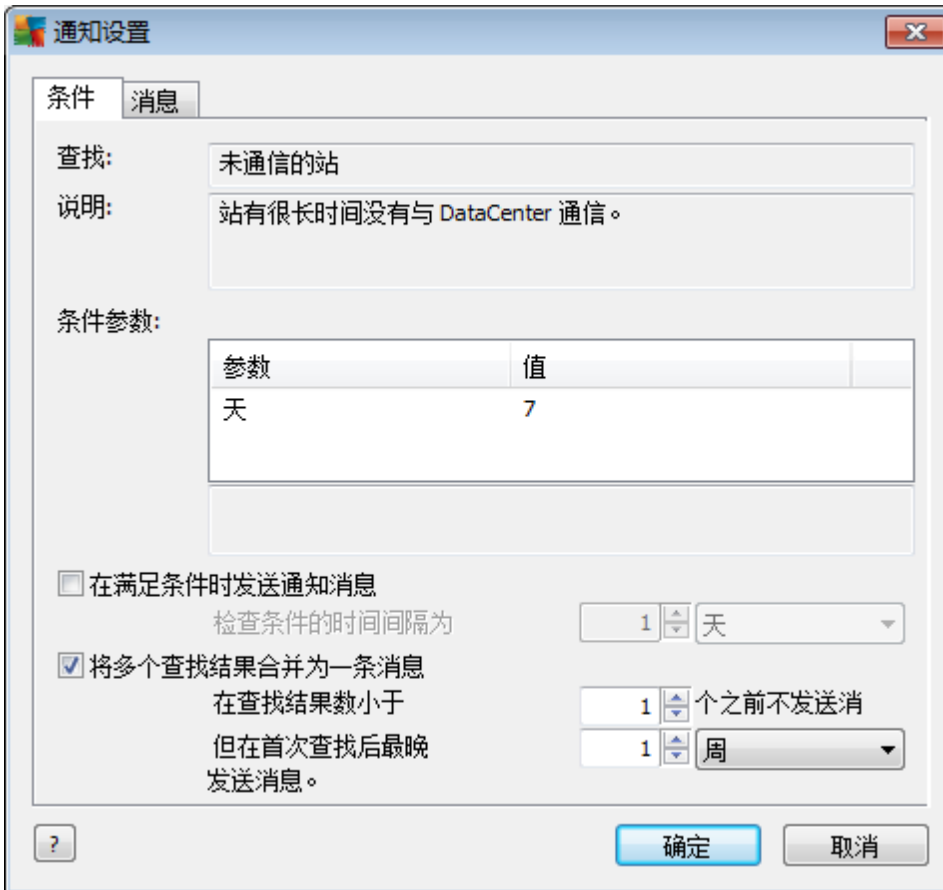 通知设置
条件 消息
查找: 未通信的站
说明: 站有很长时间没有与 DataCenter 通信。
条件参数:
参数 值
天 7
在满足条件时发送通知消息
检查条件的时间间隔为 1 天
将多个查找结果合并为一条消息
在查找结果数小于 1 个之前不发送消
但在首次查找后最晚 1 周
发送消息。
? 确定 取消